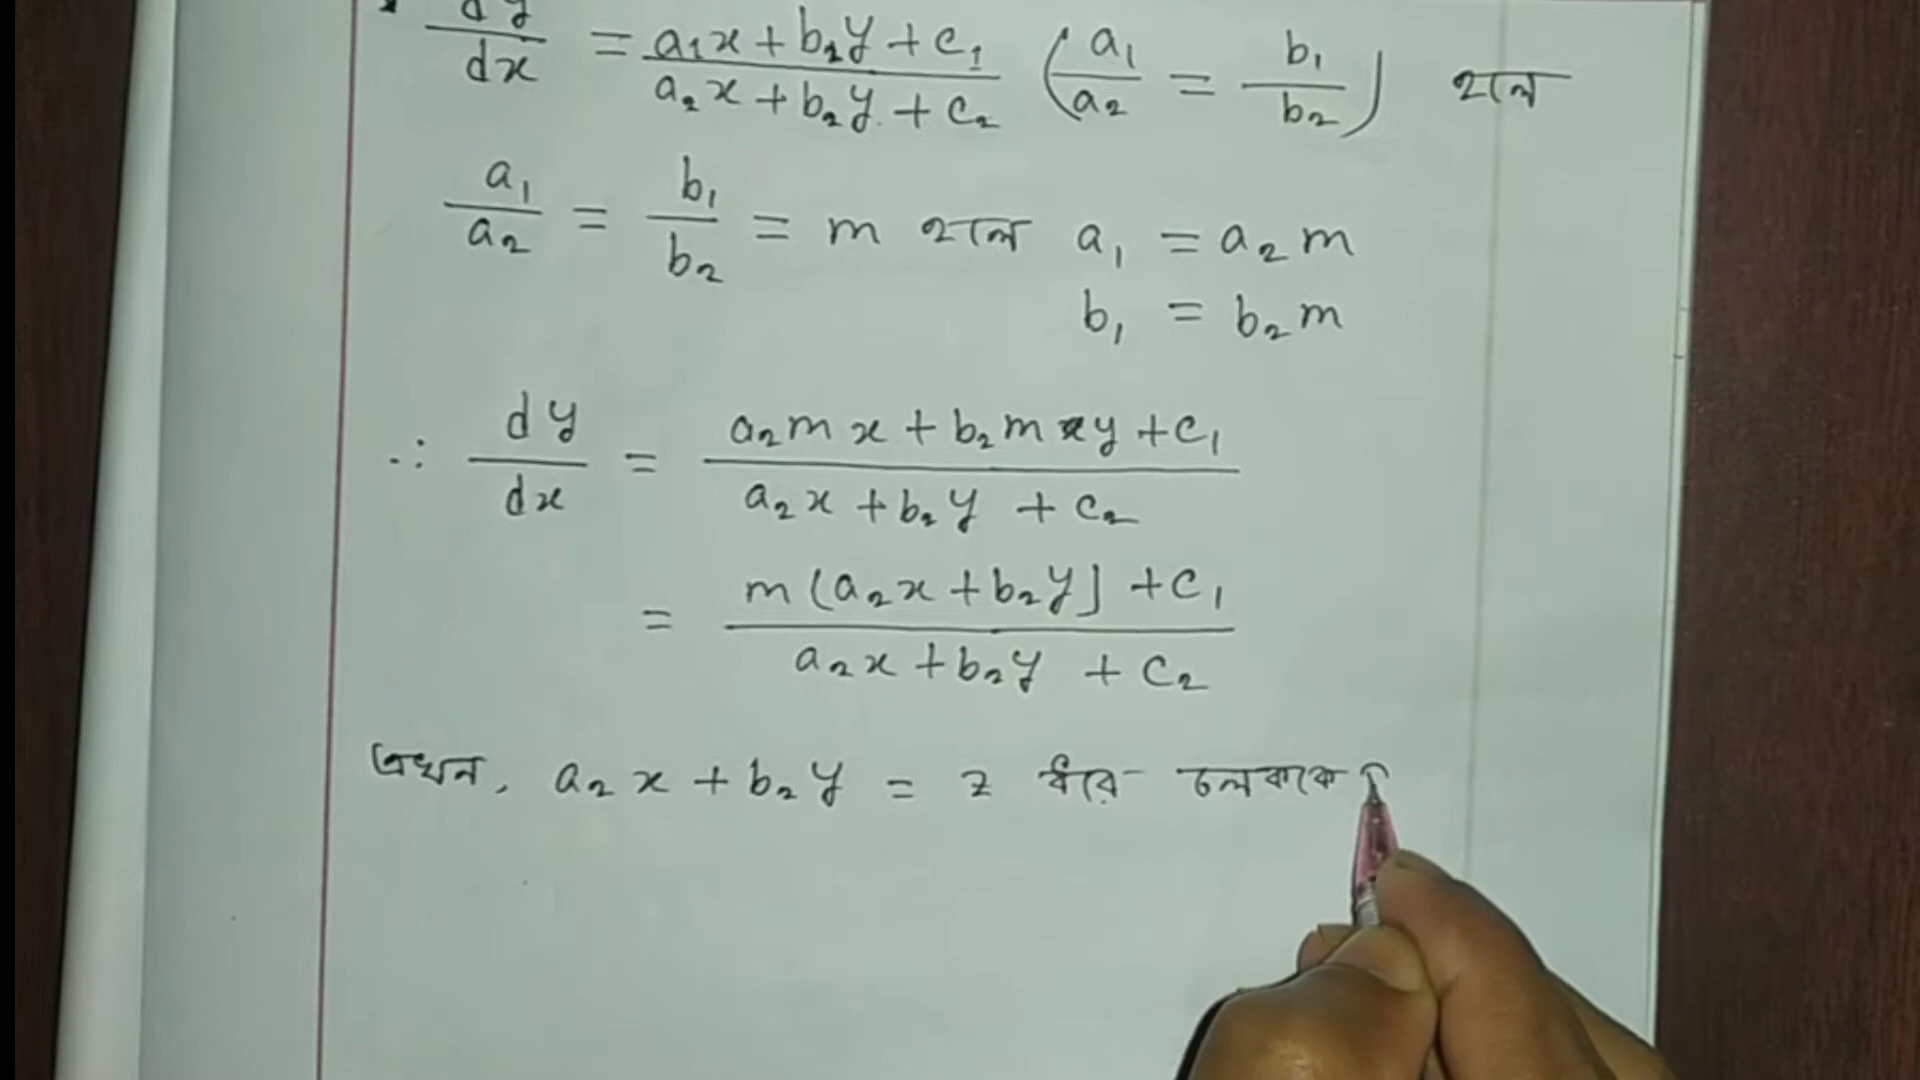 dy/dx = (a₁x + b₁y + c₁)/(a₂x + b₂y + c₂) (a₁/a₂ = b₁/b₂) হলে
a₁/a₂ = b₁/b₂ = m হলে a₁ = a₂m
b₁ = b₂m
∴ dy/dx = (a₂mx + b₂my + c₁)/(a₂x + b₂y + c₂)
= (m(a₂x + b₂y) + c₁)/(a₂x + b₂y + c₂)
এখন, a₂x + b₂y = z ধরে চলককে